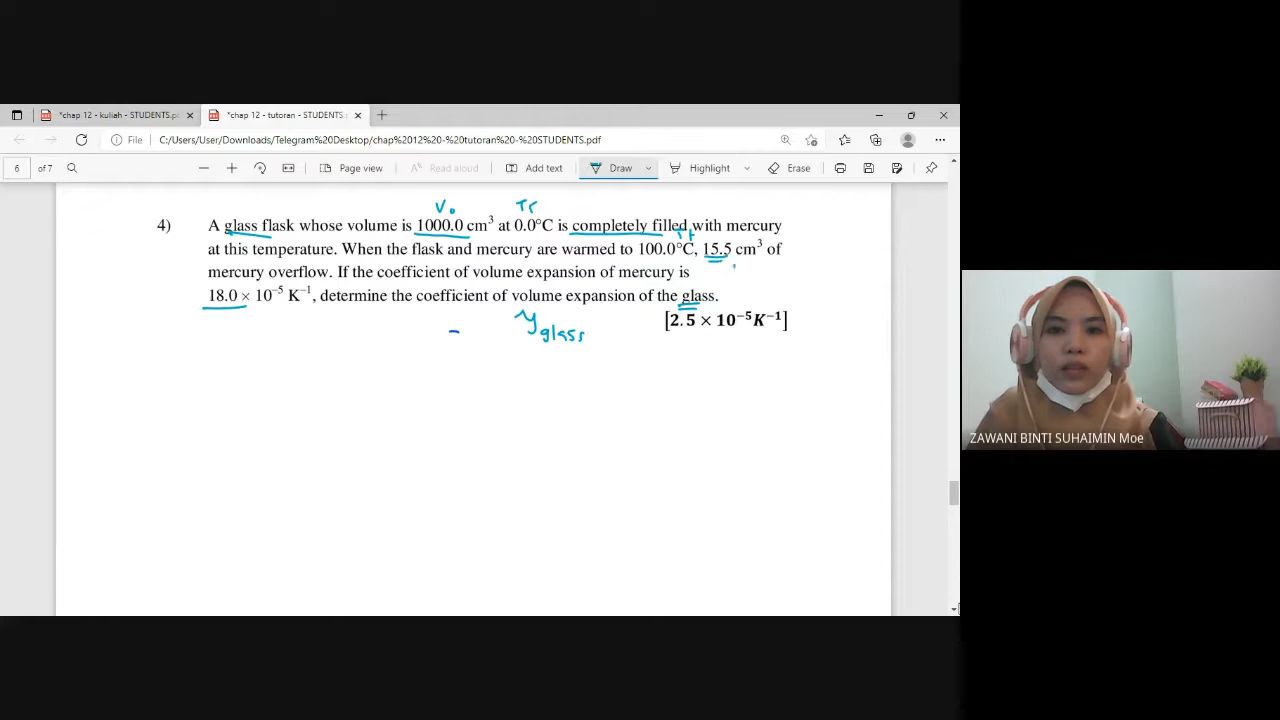 *chap 12 - kuliah - STUDENTS.p
*chap 12 - tutoran - STUDENTS.p
File
C:/Users/User/Downloads/Telegram%20Desktop/chap%2012%20-%20tutoran%20-%20STUDENTS.pdf
6 of 7
Page view
Read aloud
Add text
Draw
Highlight
Erase
V₀
4) A glass flask whose volume is 1000.0 cm³ at 0.0°C is completely filled with mercury
at this temperature. When the flask and mercury are warmed to 100.0°C, 15.5 cm³ of
mercury overflow. If the coefficient of volume expansion of mercury is
18.0 × 10⁻⁵ K⁻¹, determine the coefficient of volume expansion of the glass.
γ glass
[2.5 × 10⁻⁵K⁻¹]
ZAWANI BINTI SUHAIMIN Moe